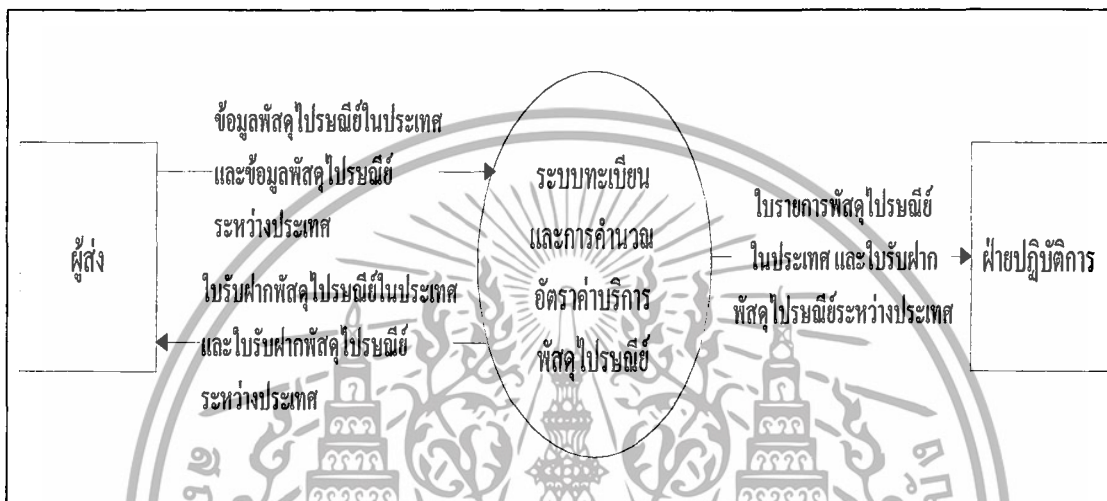 ข้อมูลพัสดุไปรษณีย์ในประเทศ
และข้อมูลพัสดุไปรษณีย์
ระหว่างประเทศ
ผู้ส่ง
ใบรับฝากพัสดุไปรษณีย์ในประเทศ
และใบรับฝากพัสดุไปรษณีย์
ระหว่างประเทศ
ระบบทะเบียน
และการคำนวณ
อัตราค่าบริการ
พัสดุไปรษณีย์
ใบรายการพัสดุไปรษณีย์
ในประเทศ และใบรับฝาก
พัสดุไปรษณีย์ระหว่างประเทศ
ฝ่ายปฏิบัติการ